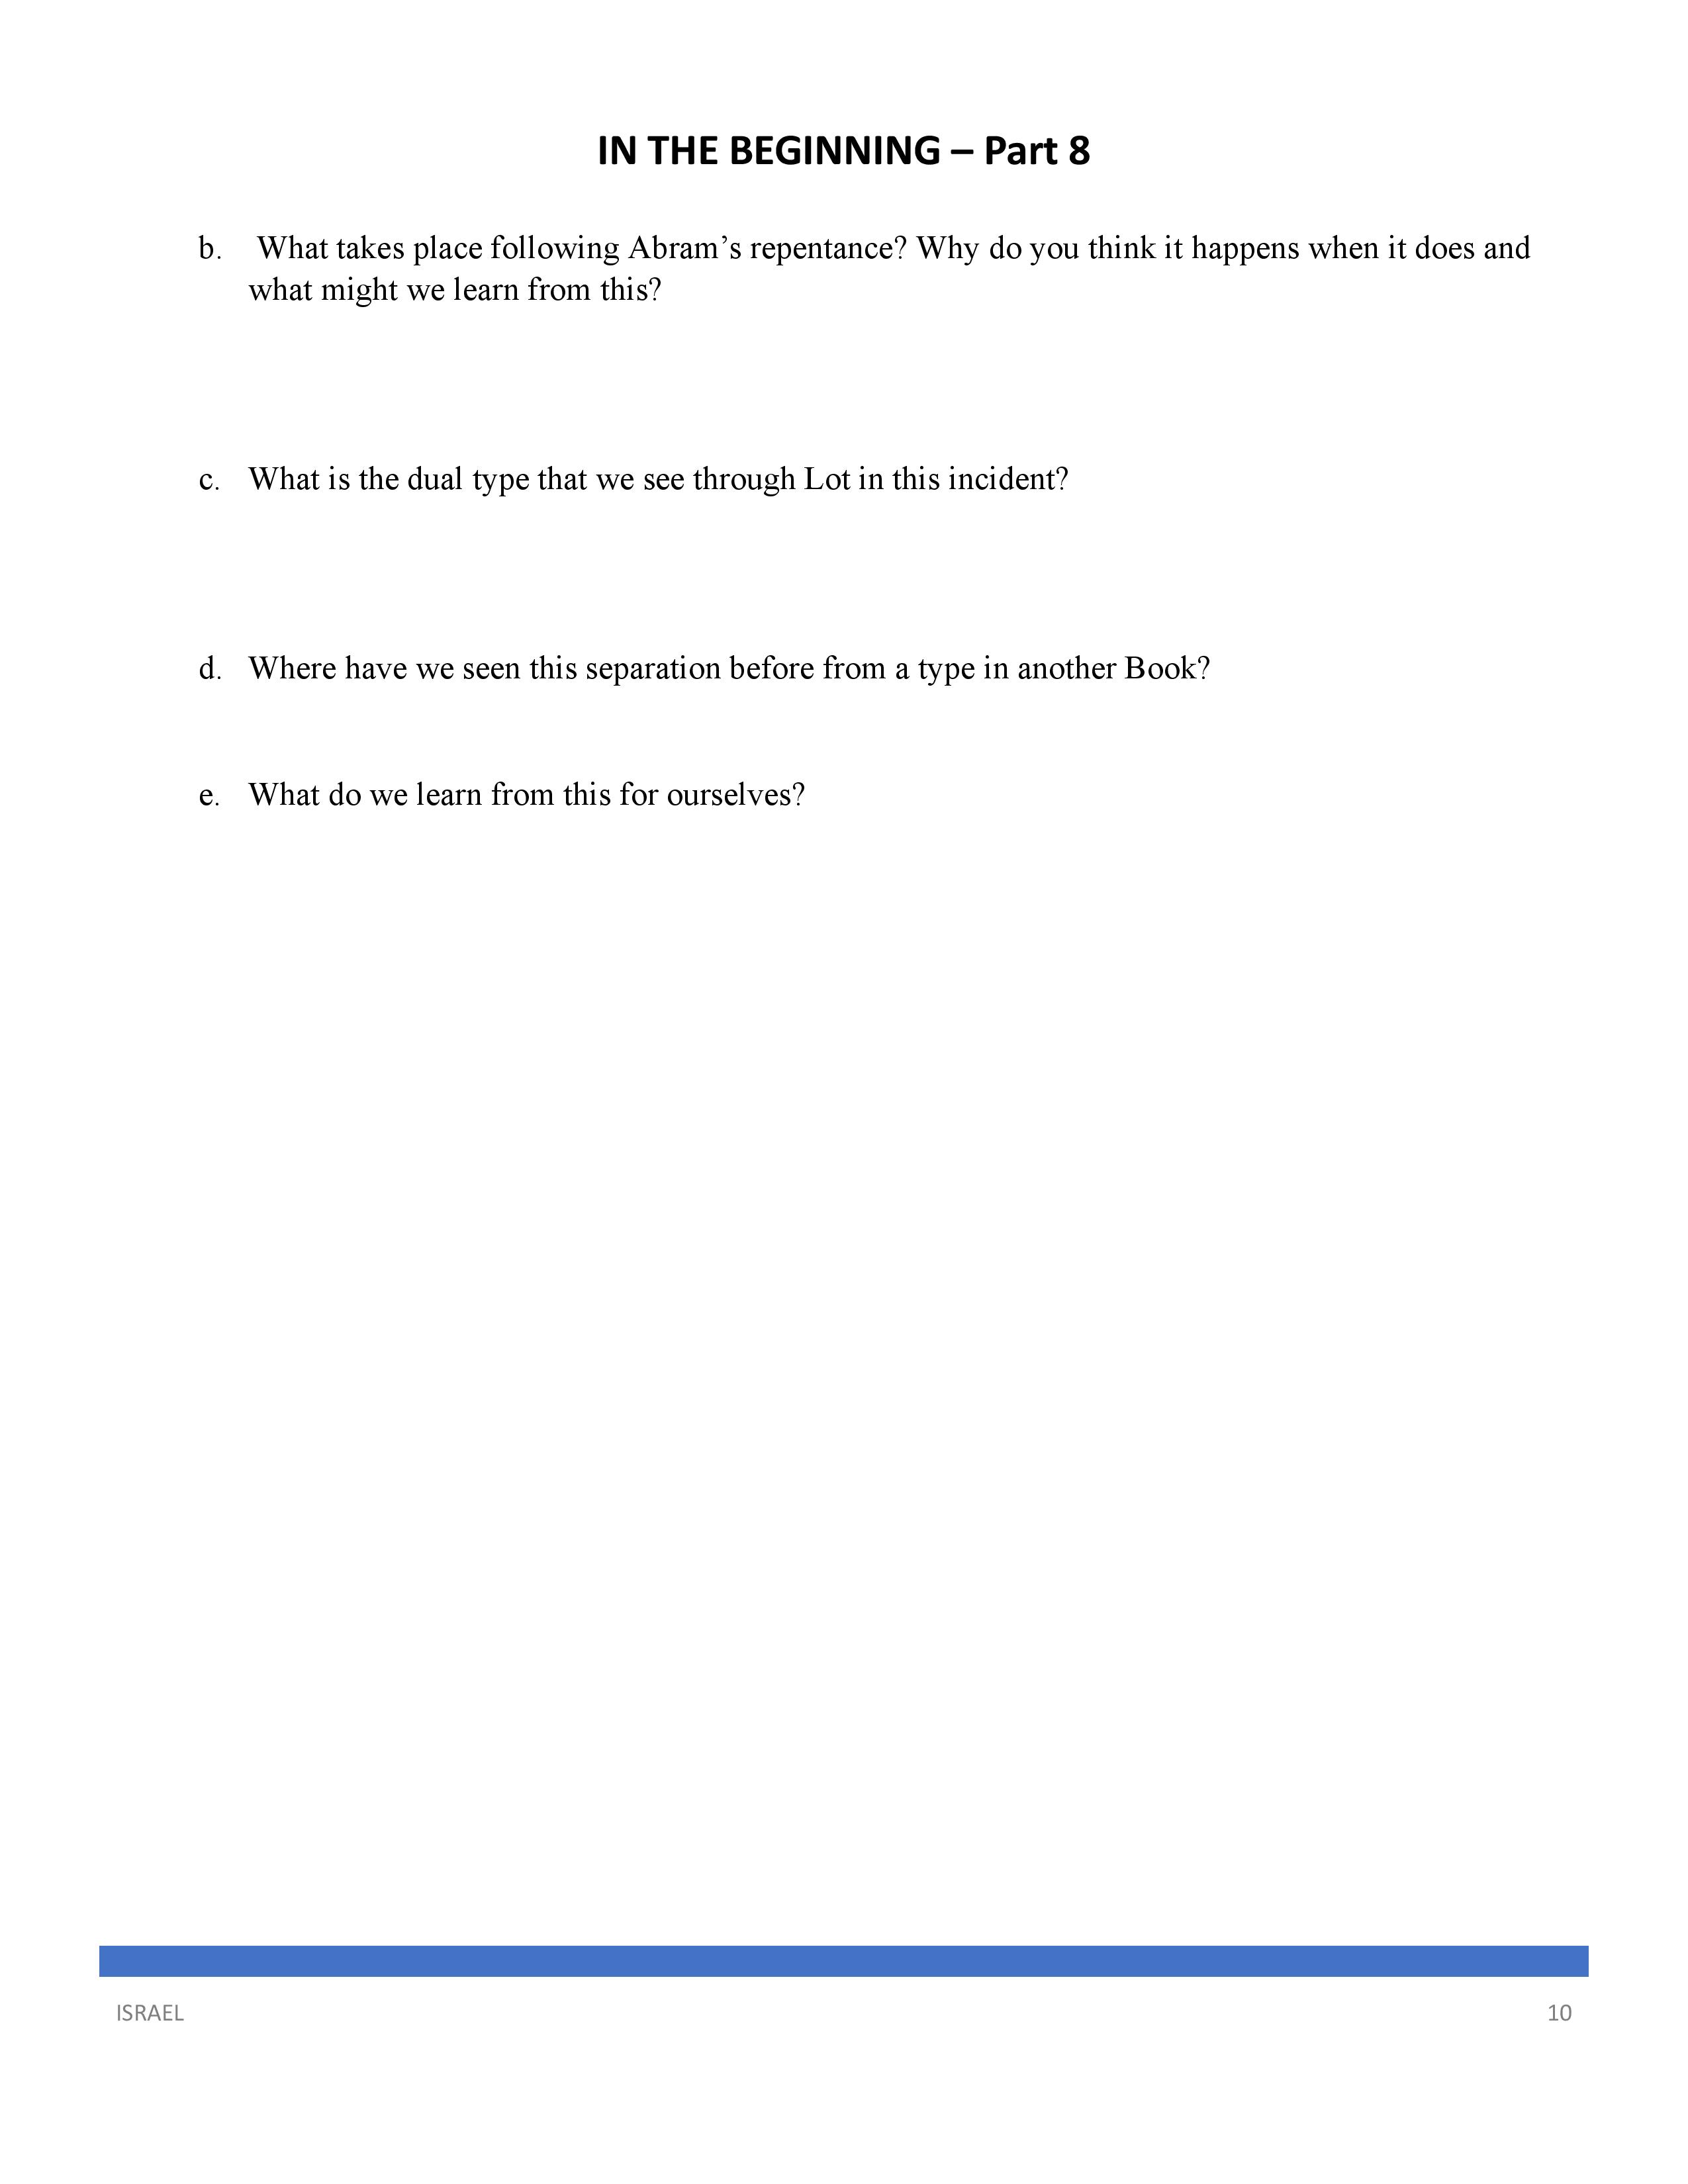 IN THE BEGINNING – Part 8
b. What takes place following Abram’s repentance? Why do you think it happens when it does and
what might we learn from this?
c. What is the dual type that we see through Lot in this incident?
d. Where have we seen this separation before from a type in another Book?
e. What do we learn from this for ourselves?
ISRAEL 10